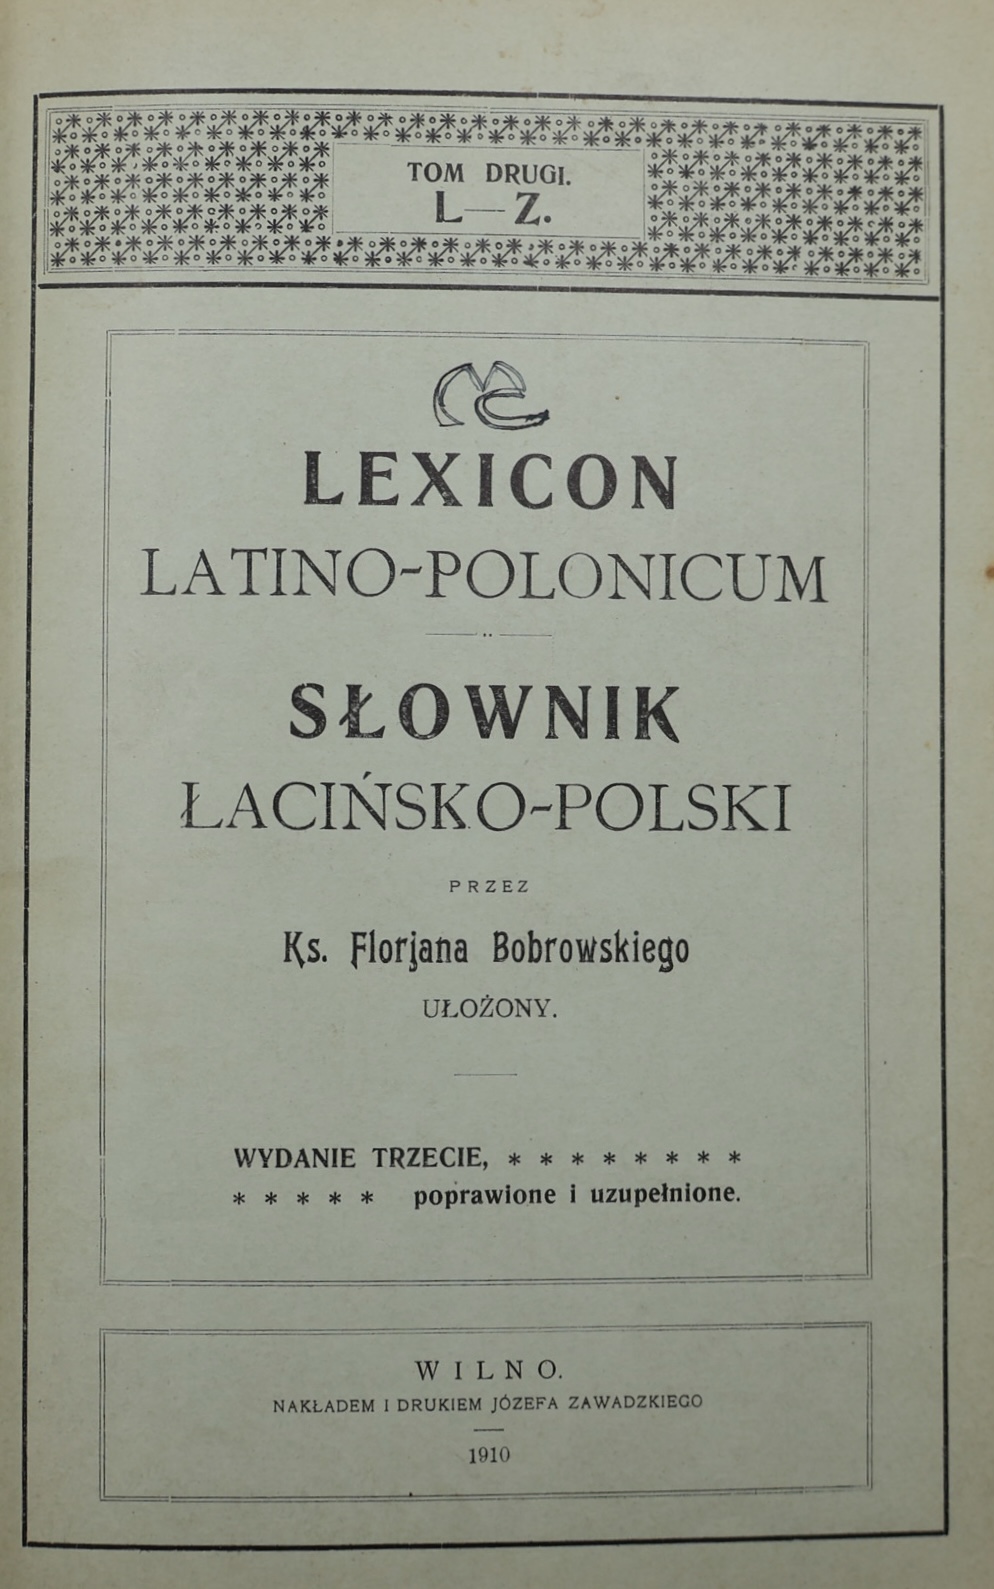 TOM DRUGI.
L—Z.
LEXICON
LATINO-POLONICUM
SŁOWNIK
ŁACIŃSKO-POLSKI
PRZEZ
Ks. Florjana Bobrowskiego
UŁOŻONY.
WYDANIE TRZECIE, * * * * * * * *
* * * * * poprawione i uzupełnione.
WILNO.
NAKŁADEM I DRUKIEM JÓZEFA ZAWADZKIEGO
1910